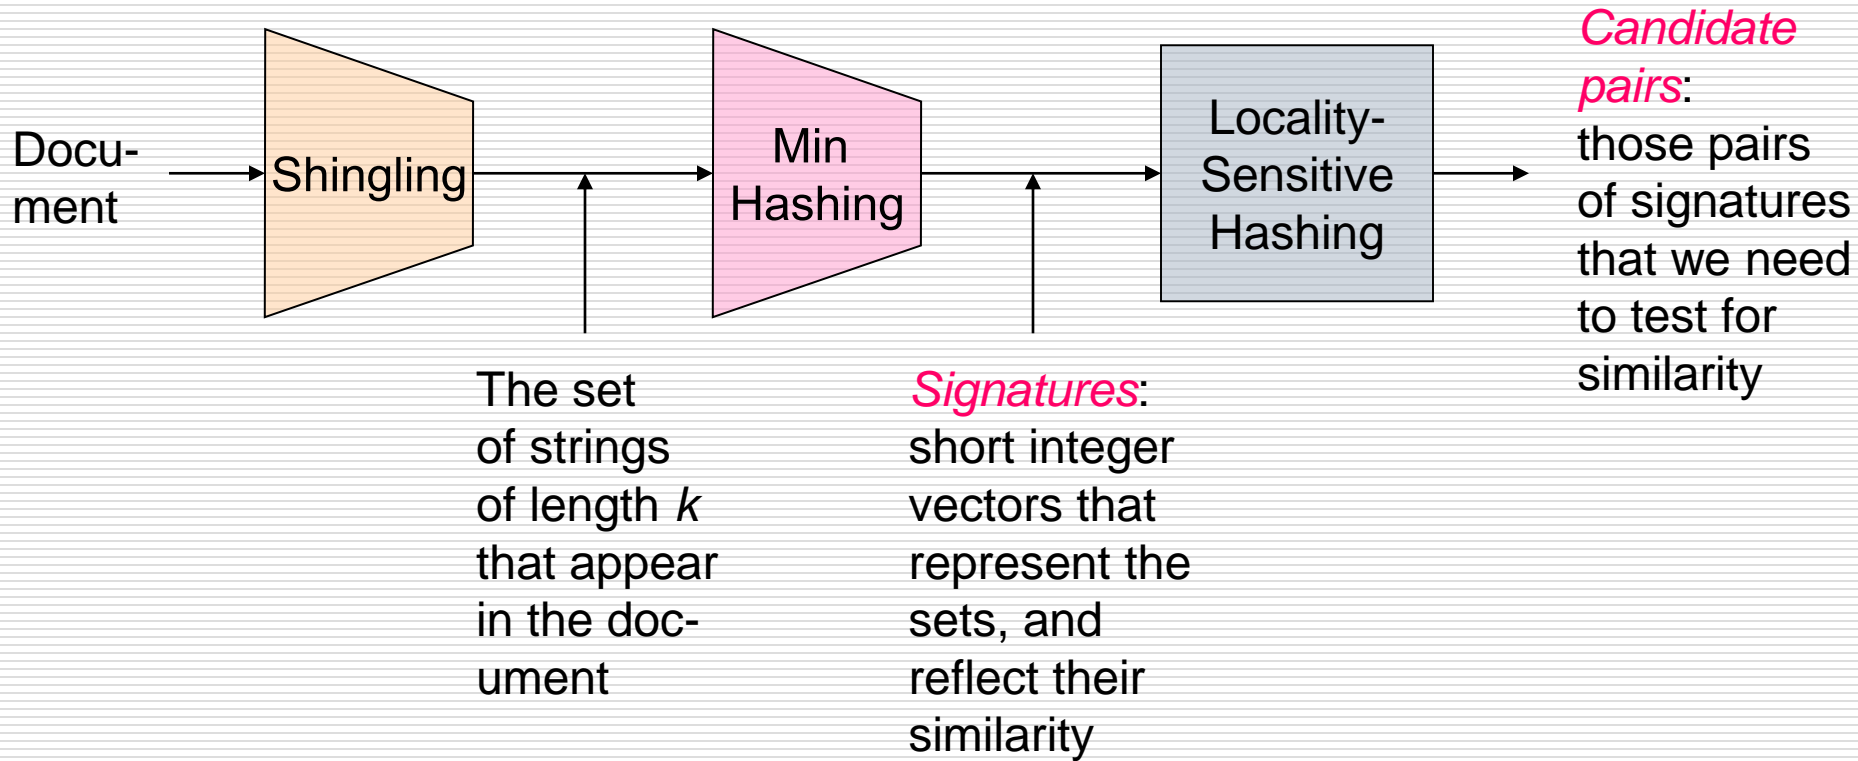 Docu-
ment
Shingling
Min
Hashing
Locality-
Sensitive
Hashing
Candidate
pairs:
those pairs
of signatures
that we need
to test for
similarity
The set
of strings
of length k
that appear
in the doc-
ument
Signatures:
short integer
vectors that
represent the
sets, and
reflect their
similarity